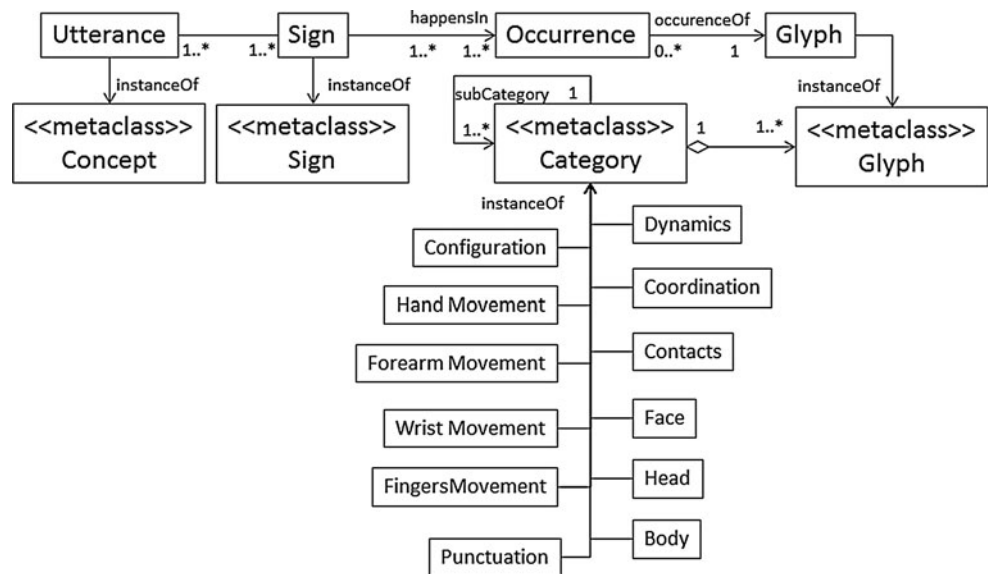 happensIn
occurenceOf
Utterance
Sign
Occurrence
Glyph
1..*
1..*
1..*
1..*
0..*
1
instanceOf
instanceOf
instanceOf
subCategory
1
1..*
<<metaclass>>
Concept
<<metaclass>>
Sign
<<metaclass>>
Category
1
1..*
<<metaclass>>
Glyph
instanceOf
Dynamics
Configuration
Coordination
Hand Movement
Contacts
Forearm Movement
Face
Wrist Movement
Head
FingersMovement
Body
Punctuation